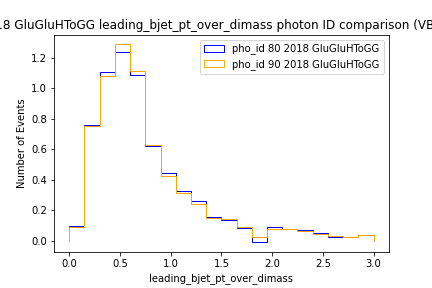 18 GluGluHToGG leading_bjet_pt_over_dimass photon ID comparison (VB
pho_id 80 2018 GluGluHToGG
pho_id 90 2018 GluGluHToGG
Number of Events
1.2
1.0
0.8
0.6
0.4
0.2
0.0
0.0 0.5 1.0 1.5 2.0 2.5 3.0
leading_bjet_pt_over_dimass